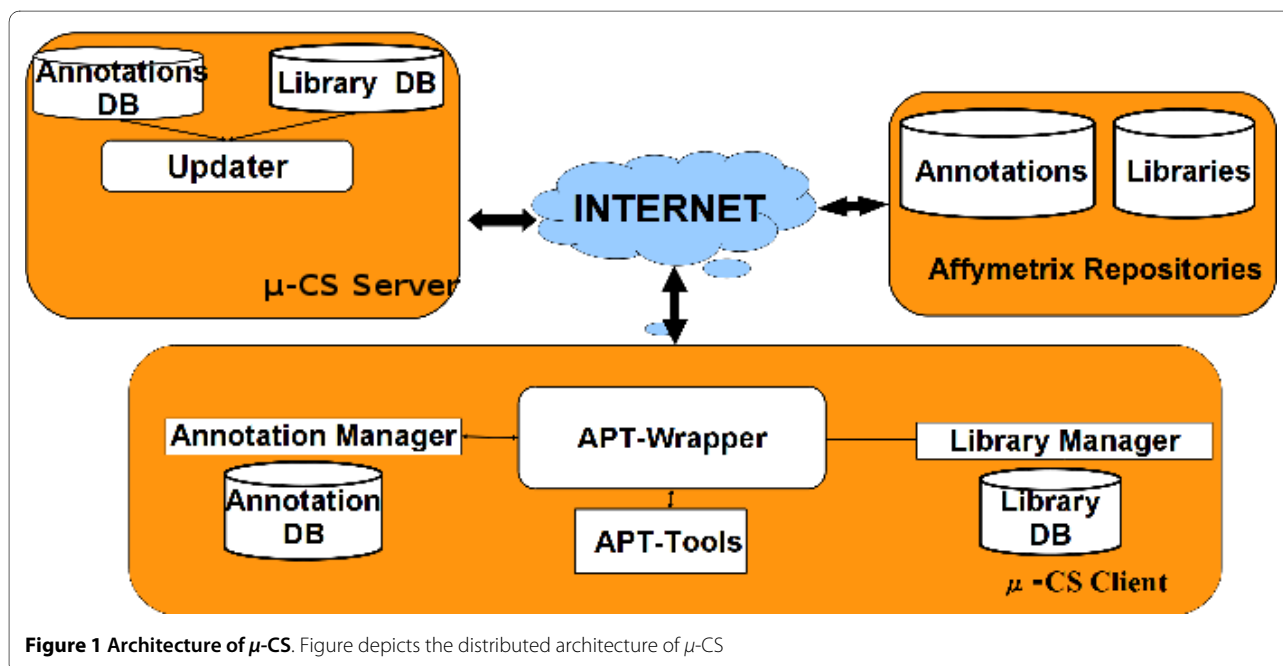 Annotations
DB
Library DB
Updater
μ-CS Server
INTERNET
Annotations
Libraries
Affymetrix Repositories
Annotation Manager
Annotation
DB
APT-Wrapper
APT-Tools
Library Manager
Library
DB
μ -CS Client
Figure 1 Architecture of μ-CS. Figure depicts the distributed architecture of μ-CS